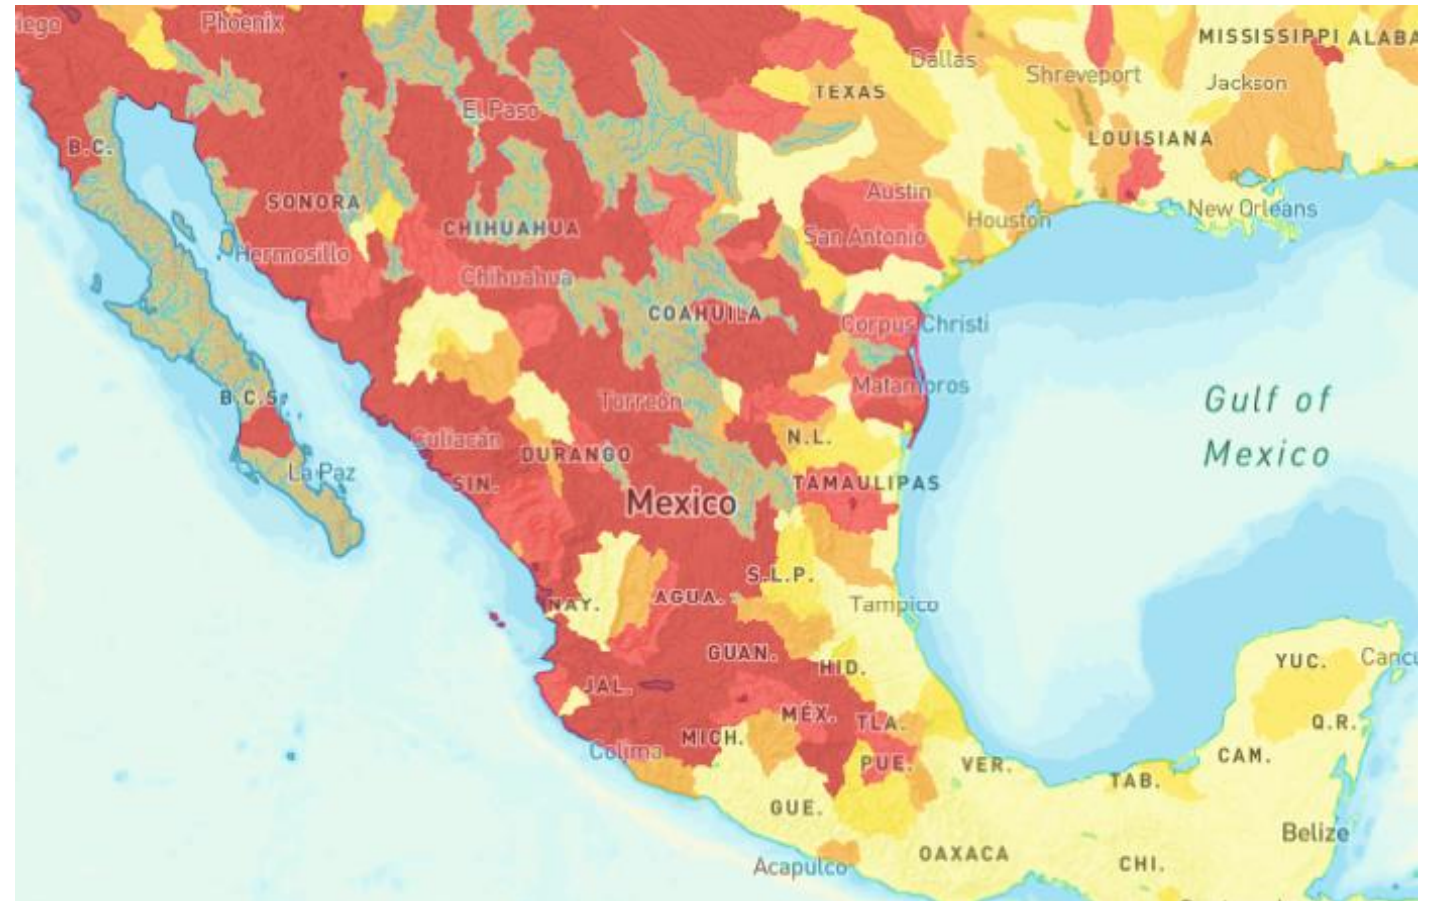 iego
Phoenix
MISSISSIPPI ALABA
Dallas
Shreveport
Jackson
TEXAS
El Paso
LOUISIANA
B.C.
Austin
SONORA
New Orleans
Houston
CHIHUAHUA
San Antonio
Hermosillo
Chihuahua
COAHUILA
Corpus Christi
Matamoros
B.C.S.
Torreón
Gulf of
Mexico
Culiacán
N.L.
DURANGO
La Paz
SIN.
TAMAULIPAS
Mexico
S.L.P.
AGUA.
NAY.
Tampico
GUAN.
HID.
YUC.
Cancu
JAL.
MÉX.
TLA.
Q.R.
MICH.
Colima
PUE.
VER.
CAM.
TAB.
GUE.
Belize
OAXACA
CHI.
Acapulco